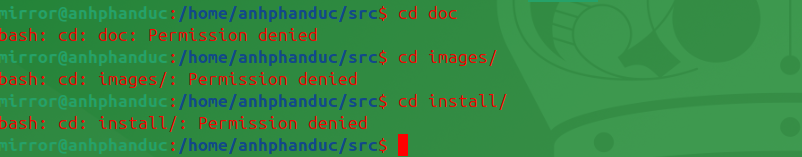 mirror@anhphanduc:/home/anhphanduc/src$ cd doc
bash: cd: doc: Permission denied
mirror@anhphanduc:/home/anhphanduc/src$ cd images/
bash: cd: images/: Permission denied
mirror@anhphanduc:/home/anhphanduc/src$ cd install/
bash: cd: install/: Permission denied
mirror@anhphanduc:/home/anhphanduc/src$